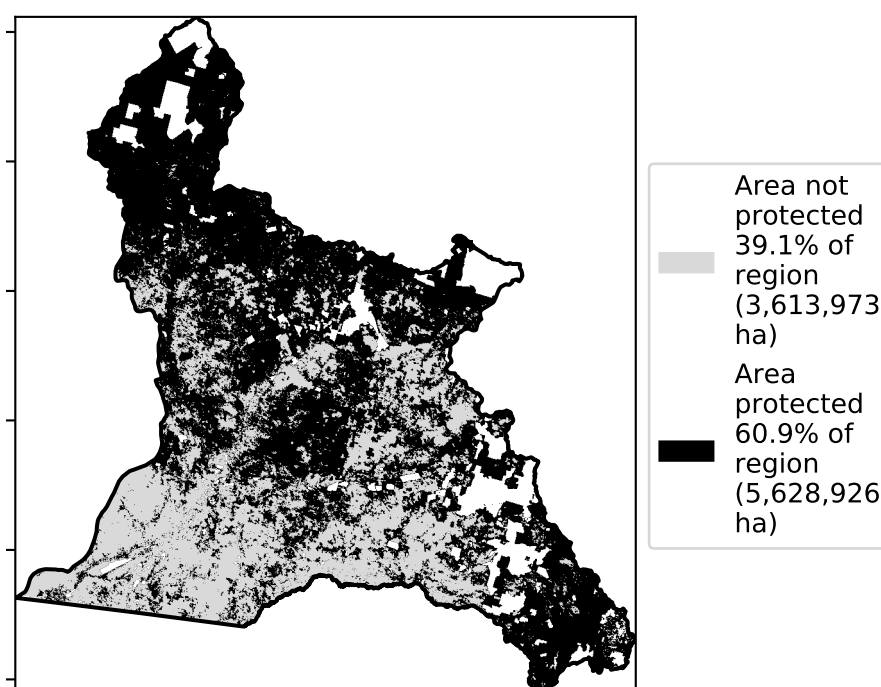 Area not
protected
39.1% of
region
(3,613,973
ha)
Area
protected
60.9% of
region
(5,628,926
ha)